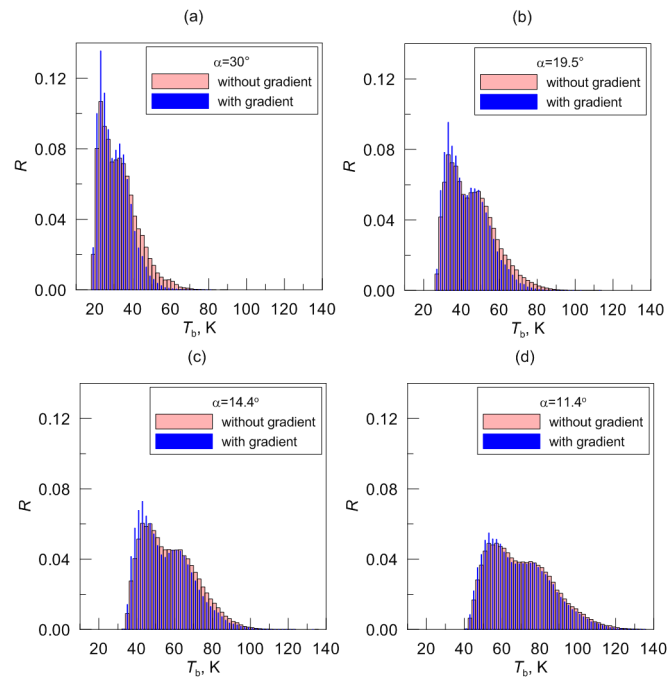 (a)
α=30°
without gradient
with gradient
0.12
0.08
0.04
0.00
R
20 40 60 80 100 120 140
Tb, K
(b)
α=19.5°
without gradient
with gradient
0.12
0.08
0.04
0.00
R
20 40 60 80 100 120 140
Tb, K
(c)
α=14.4°
without gradient
with gradient
0.12
0.08
0.04
0.00
R
20 40 60 80 100 120 140
Tb, K
(d)
α=11.4°
without gradient
with gradient
0.12
0.08
0.04
0.00
R
20 40 60 80 100 120 140
Tb, K